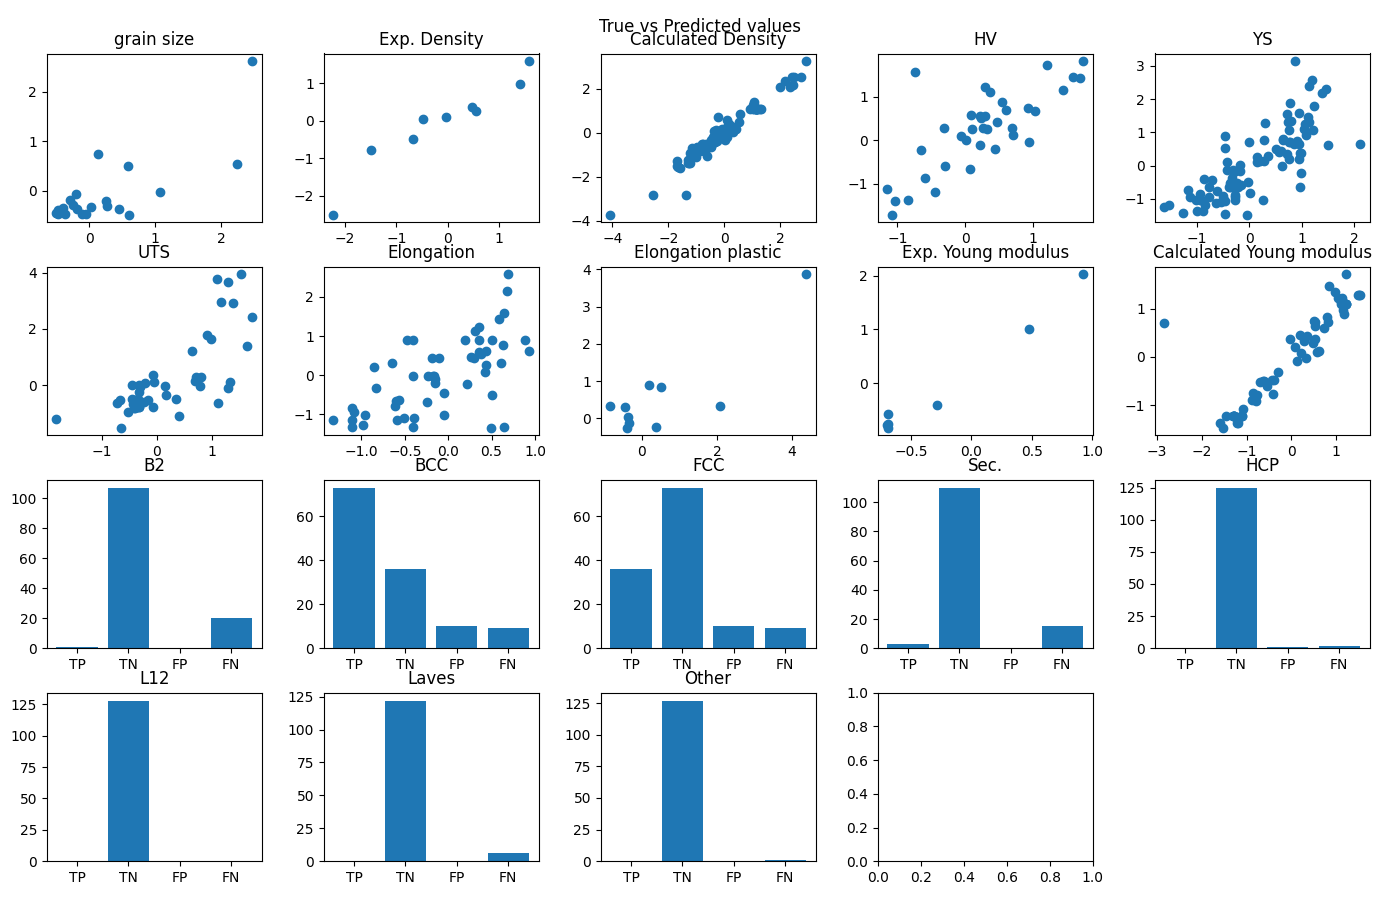 True vs Predicted values
grain size
Exp. Density
Calculated Density
HV
YS
2
1
0
0
1
2
1
0
−1
−2
−2
−1
0
1
2
0
−2
−4
−4
−2
0
2
1
0
−1
−1
0
1
3
2
1
0
−1
−1
0
1
2
UTS
Elongation
Elongation plastic
Exp. Young modulus
Calculated Young modulus
4
2
0
−1
0
1
2
1
0
−1
−1.0
−0.5
0.0
0.5
1.0
4
3
2
1
0
0
2
4
2
1
0
−0.5
0.0
0.5
1.0
1
0
−1
−3
−2
−1
0
1
B2
BCC
FCC
Sec.
HCP
100
80
60
40
20
0
TP
TN
FP
FN
60
40
20
0
TP
TN
FP
FN
60
40
20
0
TP
TN
FP
FN
100
80
60
40
20
0
TP
TN
FP
FN
125
100
75
50
25
0
TP
TN
FP
FN
L12
Laves
Other
125
100
75
50
25
0
TP
TN
FP
FN
125
100
75
50
25
0
TP
TN
FP
FN
125
100
75
50
25
0
TP
TN
FP
FN
1.0
0.8
0.6
0.4
0.2
0.0
0.0
0.2
0.4
0.6
0.8
1.0